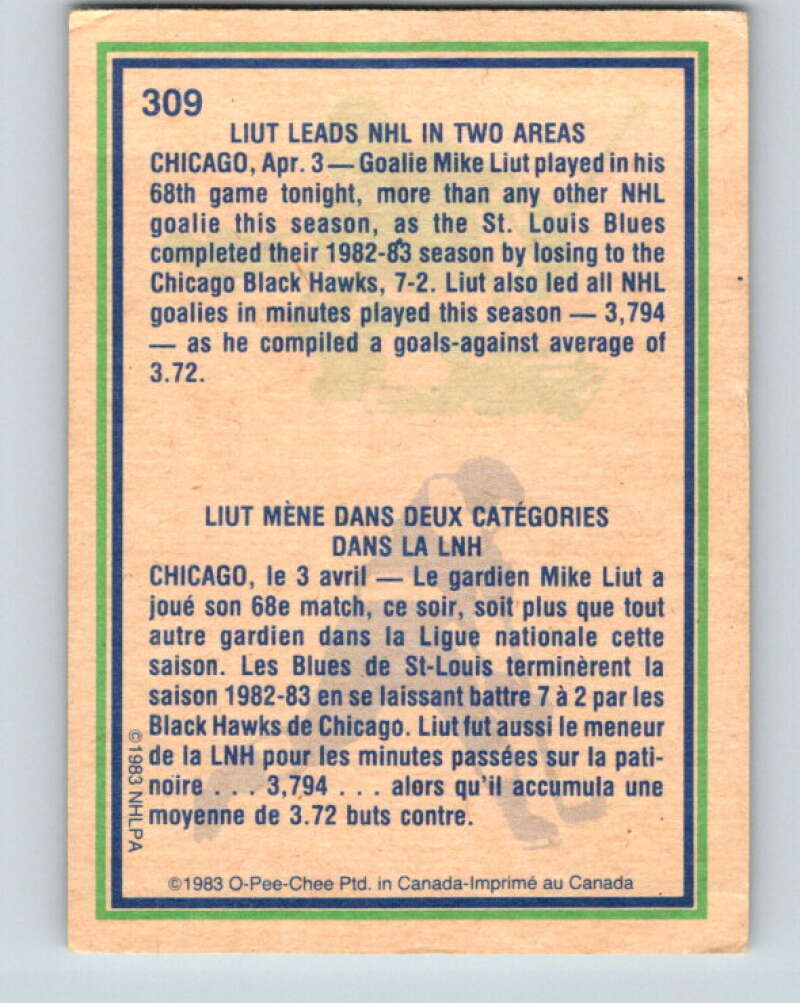 309
LIUT LEADS NHL IN TWO AREAS
CHICAGO, Apr. 3 — Goalie Mike Liut played in his
68th game tonight, more than any other NHL
goalie this season, as the St. Louis Blues
completed their 1982-83 season by losing to the
Chicago Black Hawks, 7-2. Liut also led all NHL
goalies in minutes played this season — 3,794
— as he compiled a goals-against average of
3.72.
LIUT MÈNE DANS DEUX CATÉGORIES
DANS LA LNH
CHICAGO, le 3 avril — Le gardien Mike Liut a
joué son 68e match, ce soir, soit plus que tout
autre gardien dans la Ligue nationale cette
saison. Les Blues de St-Louis terminèrent la
saison 1982-83 en se laissant battre 7 à 2 par les
Black Hawks de Chicago. Liut fut aussi le meneur
de la LNH pour les minutes passées sur la pati-
noire . . . 3,794 . . . alors qu'il accumula une
moyenne de 3.72 buts contre.
©1983 NHLPA
©1983 O-Pee-Chee Ptd. in Canada-Imprimé au Canada